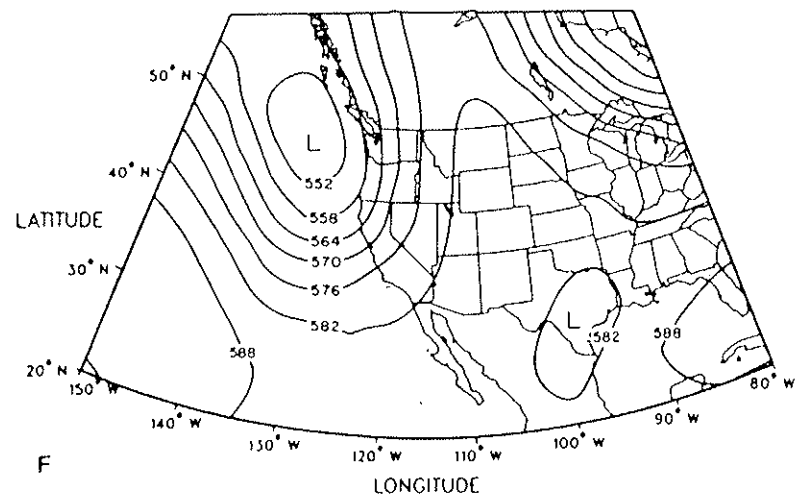 50° N
L
40° N
552
LATITUDE
558
564
570
30° N
576
582
L
582
588
588
20° N
150° W
80° W
140° W
90° W
130° W
120° W
110° W
100° W
F
LONGITUDE